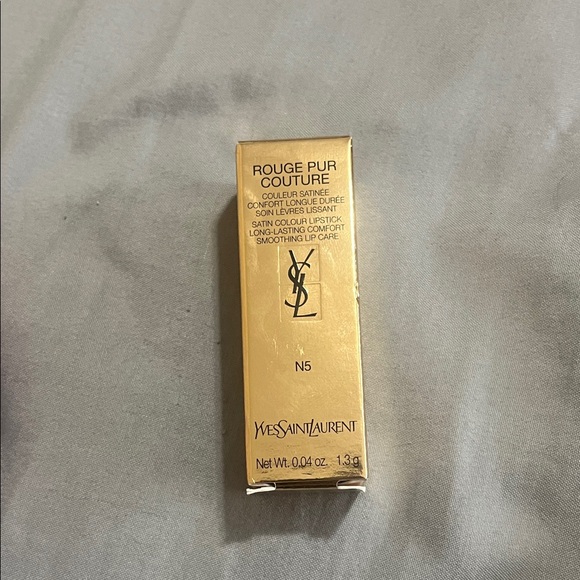 ROUGE PUR
COUTURE
COULEUR SATINÉE
CONFORT LONGUE DURÉE
SOIN LÈVRES LISSANT
SATIN COLOUR LIPSTICK
LONG-LASTING COMFORT
SMOOTHING LIP CARE
YSL
N5
YVESSAINTLAURENT
Net Wt. 0.04 oz. 1.3 g